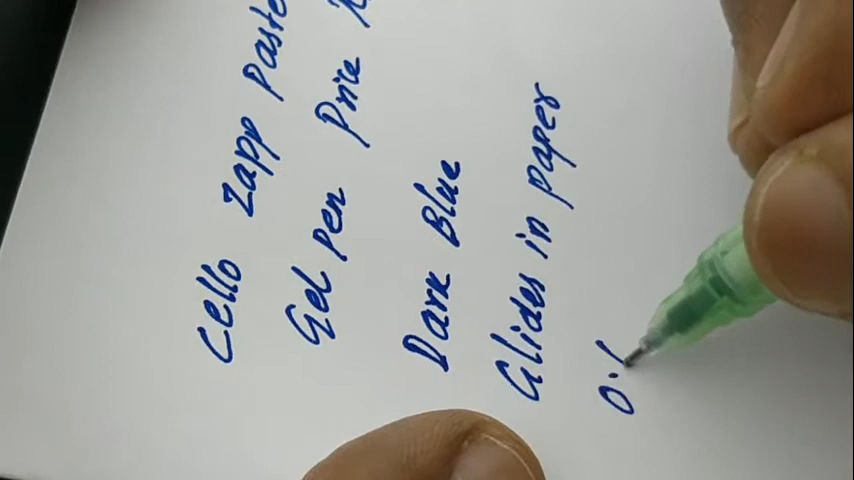 Cello Zapp Paste
Gel Pen Price
Dark Blue
Glides in paper
0.